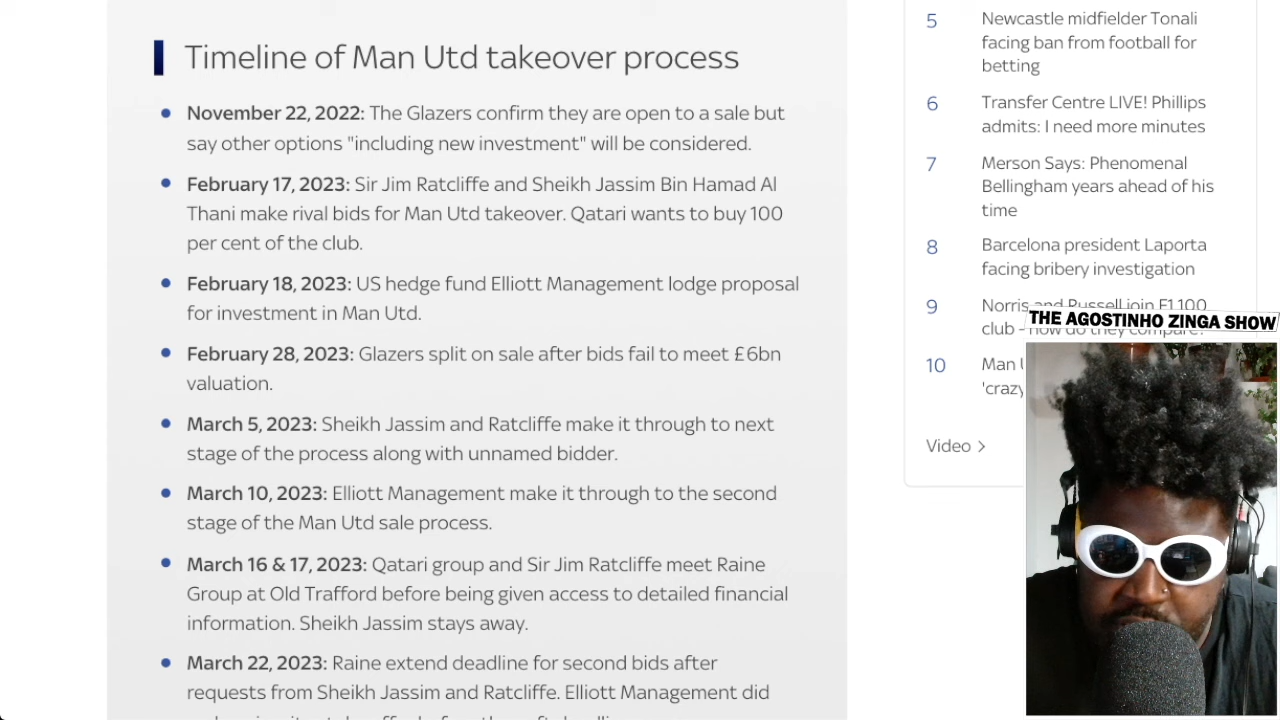 Timeline of Man Utd takeover process
November 22, 2022: The Glazers confirm they are open to a sale but
say other options "including new investment" will be considered.
February 17, 2023: Sir Jim Ratcliffe and Sheikh Jassim Bin Hamad Al
Thani make rival bids for Man Utd takeover. Qatari wants to buy 100
per cent of the club.
February 18, 2023: US hedge fund Elliott Management lodge proposal
for investment in Man Utd.
February 28, 2023: Glazers split on sale after bids fail to meet £6bn
valuation.
March 5, 2023: Sheikh Jassim and Ratcliffe make it through to next
stage of the process along with unnamed bidder.
March 10, 2023: Elliott Management make it through to the second
stage of the Man Utd sale process.
March 16 & 17, 2023: Qatari group and Sir Jim Ratcliffe meet Raine
Group at Old Trafford before being given access to detailed financial
information. Sheikh Jassim stays away.
March 22, 2023: Raine extend deadline for second bids after
requests from Sheikh Jassim and Ratcliffe. Elliott Management did
5 Newcastle midfielder Tonali
facing ban from football for
betting
6 Transfer Centre LIVE! Phillips
admits: I need more minutes
7 Merson Says: Phenomenal
Bellingham years ahead of his
time
8 Barcelona president Laporta
facing bribery investigation
9 Norris and Russell join F1 100
club - how do they compare?
10 Man
'crazy
Video >
THE AGOSTINHO ZINGA SHOW